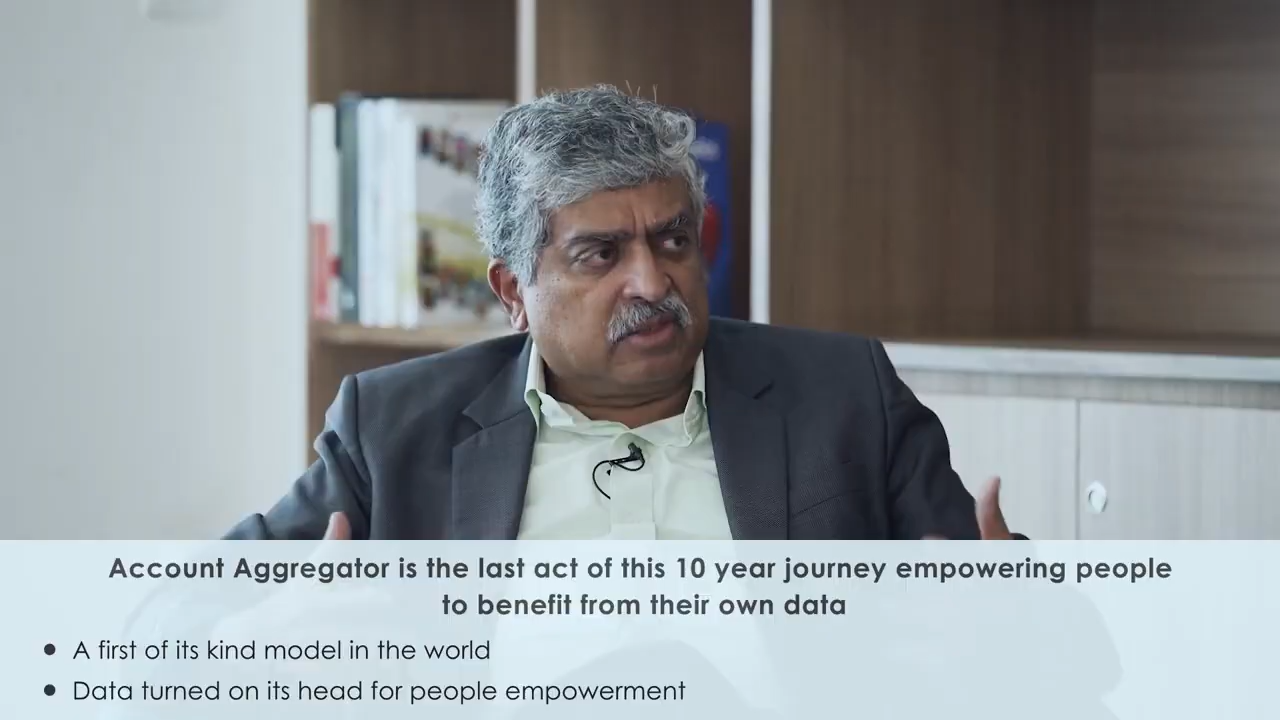 Account Aggregator is the last act of this 10 year journey empowering people
to benefit from their own data
A first of its kind model in the world
Data turned on its head for people empowerment